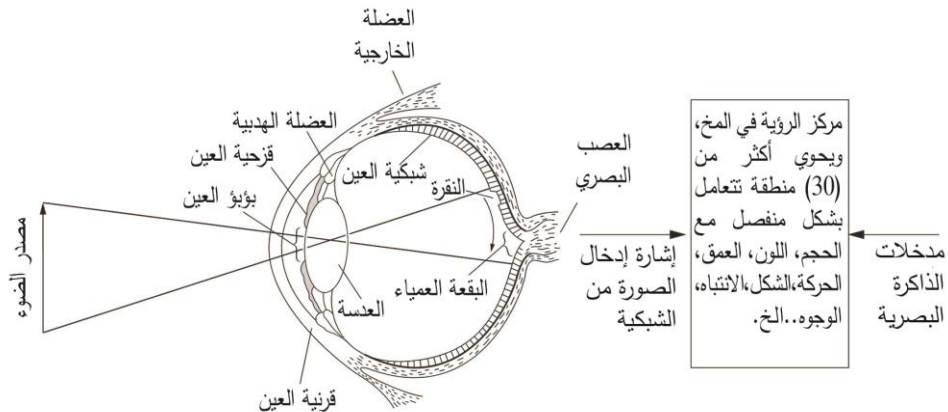 العضلة
الخارجية
العضلة الهدبية
قزحية العين
بؤبؤ العين
مصدر الضوء
شبكية العين
النقرة
البقعة العمياء
العدسة
قرنية العين
العصب
البصري
إشارة إدخال
الصورة من
الشبكية
مركز الرؤية في المخ،
ويحوي أكثر من
(30) منطقة تتعامل
بشكل منفصل مع
الحجم، اللون، العمق،
الحركة،الشكل،الانتباه،
الوجوه..الخ.
مدخلات
الذاكرة
البصرية